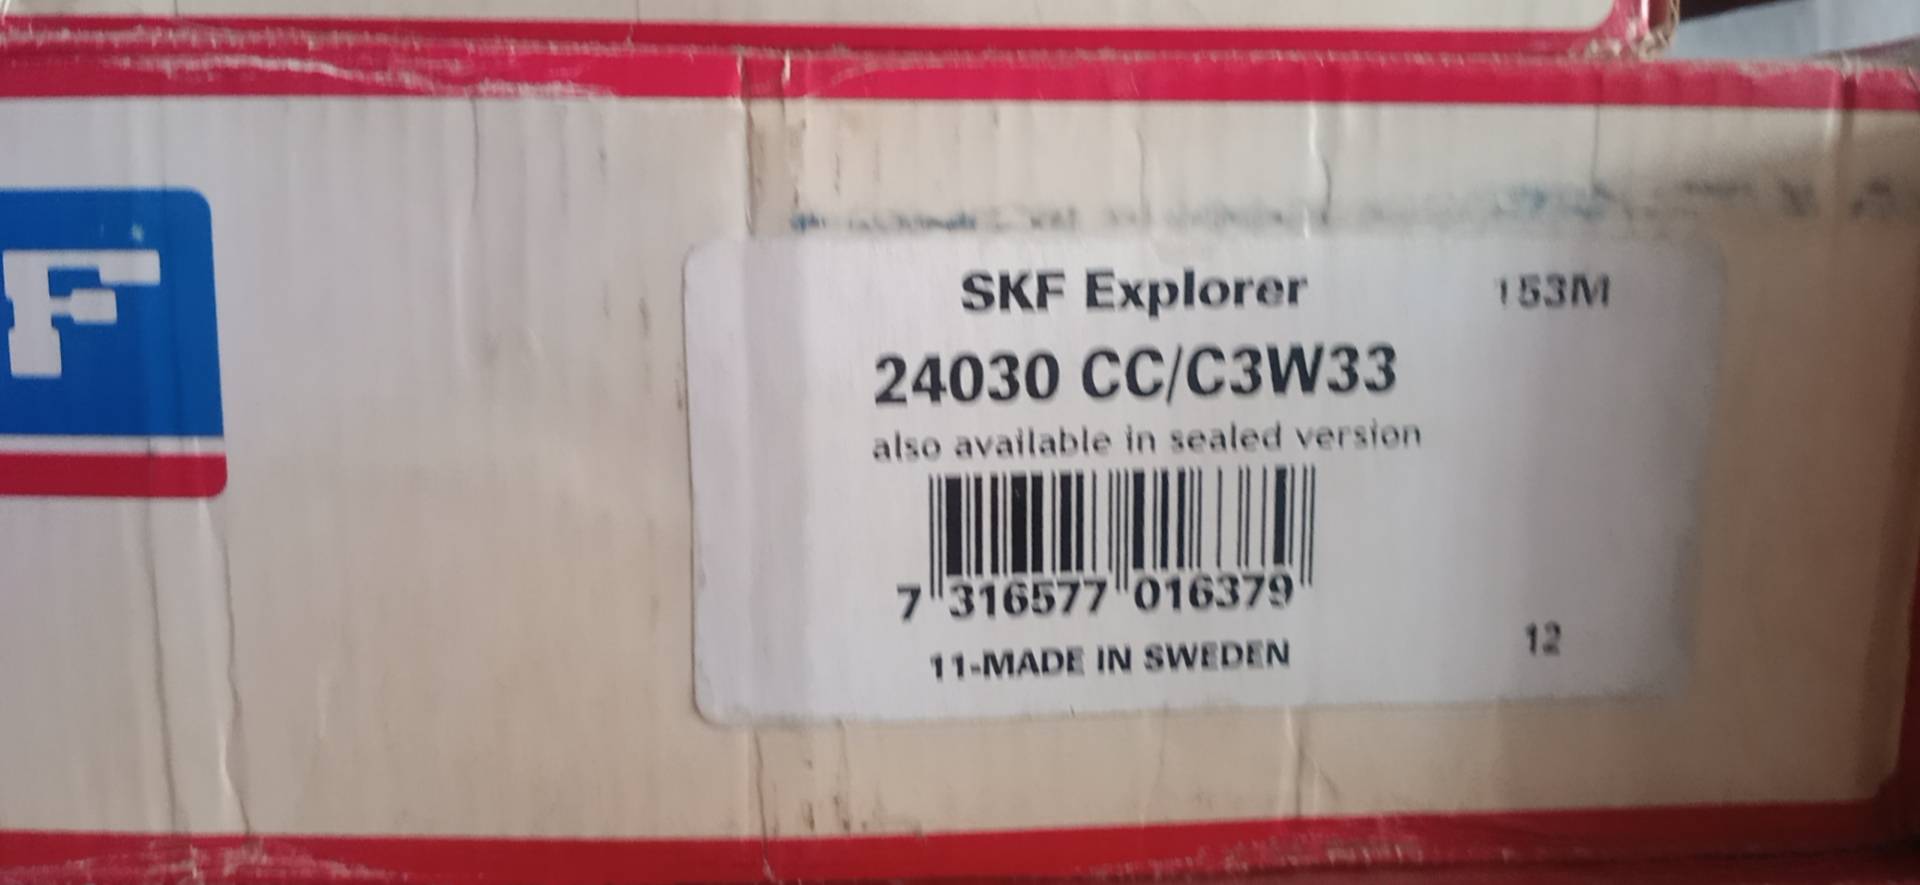 F
SKF Explorer
153M
24030 CC/C3W33
also available in sealed version
7 316577 016379
11-MADE IN SWEDEN
12